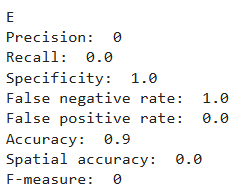 E
Precision:  0
Recall:  0.0
Specificity:  1.0
False negative rate:  1.0
False positive rate:  0.0
Accuracy:  0.9
Spatial accuracy:  0.0
F-measure:  0